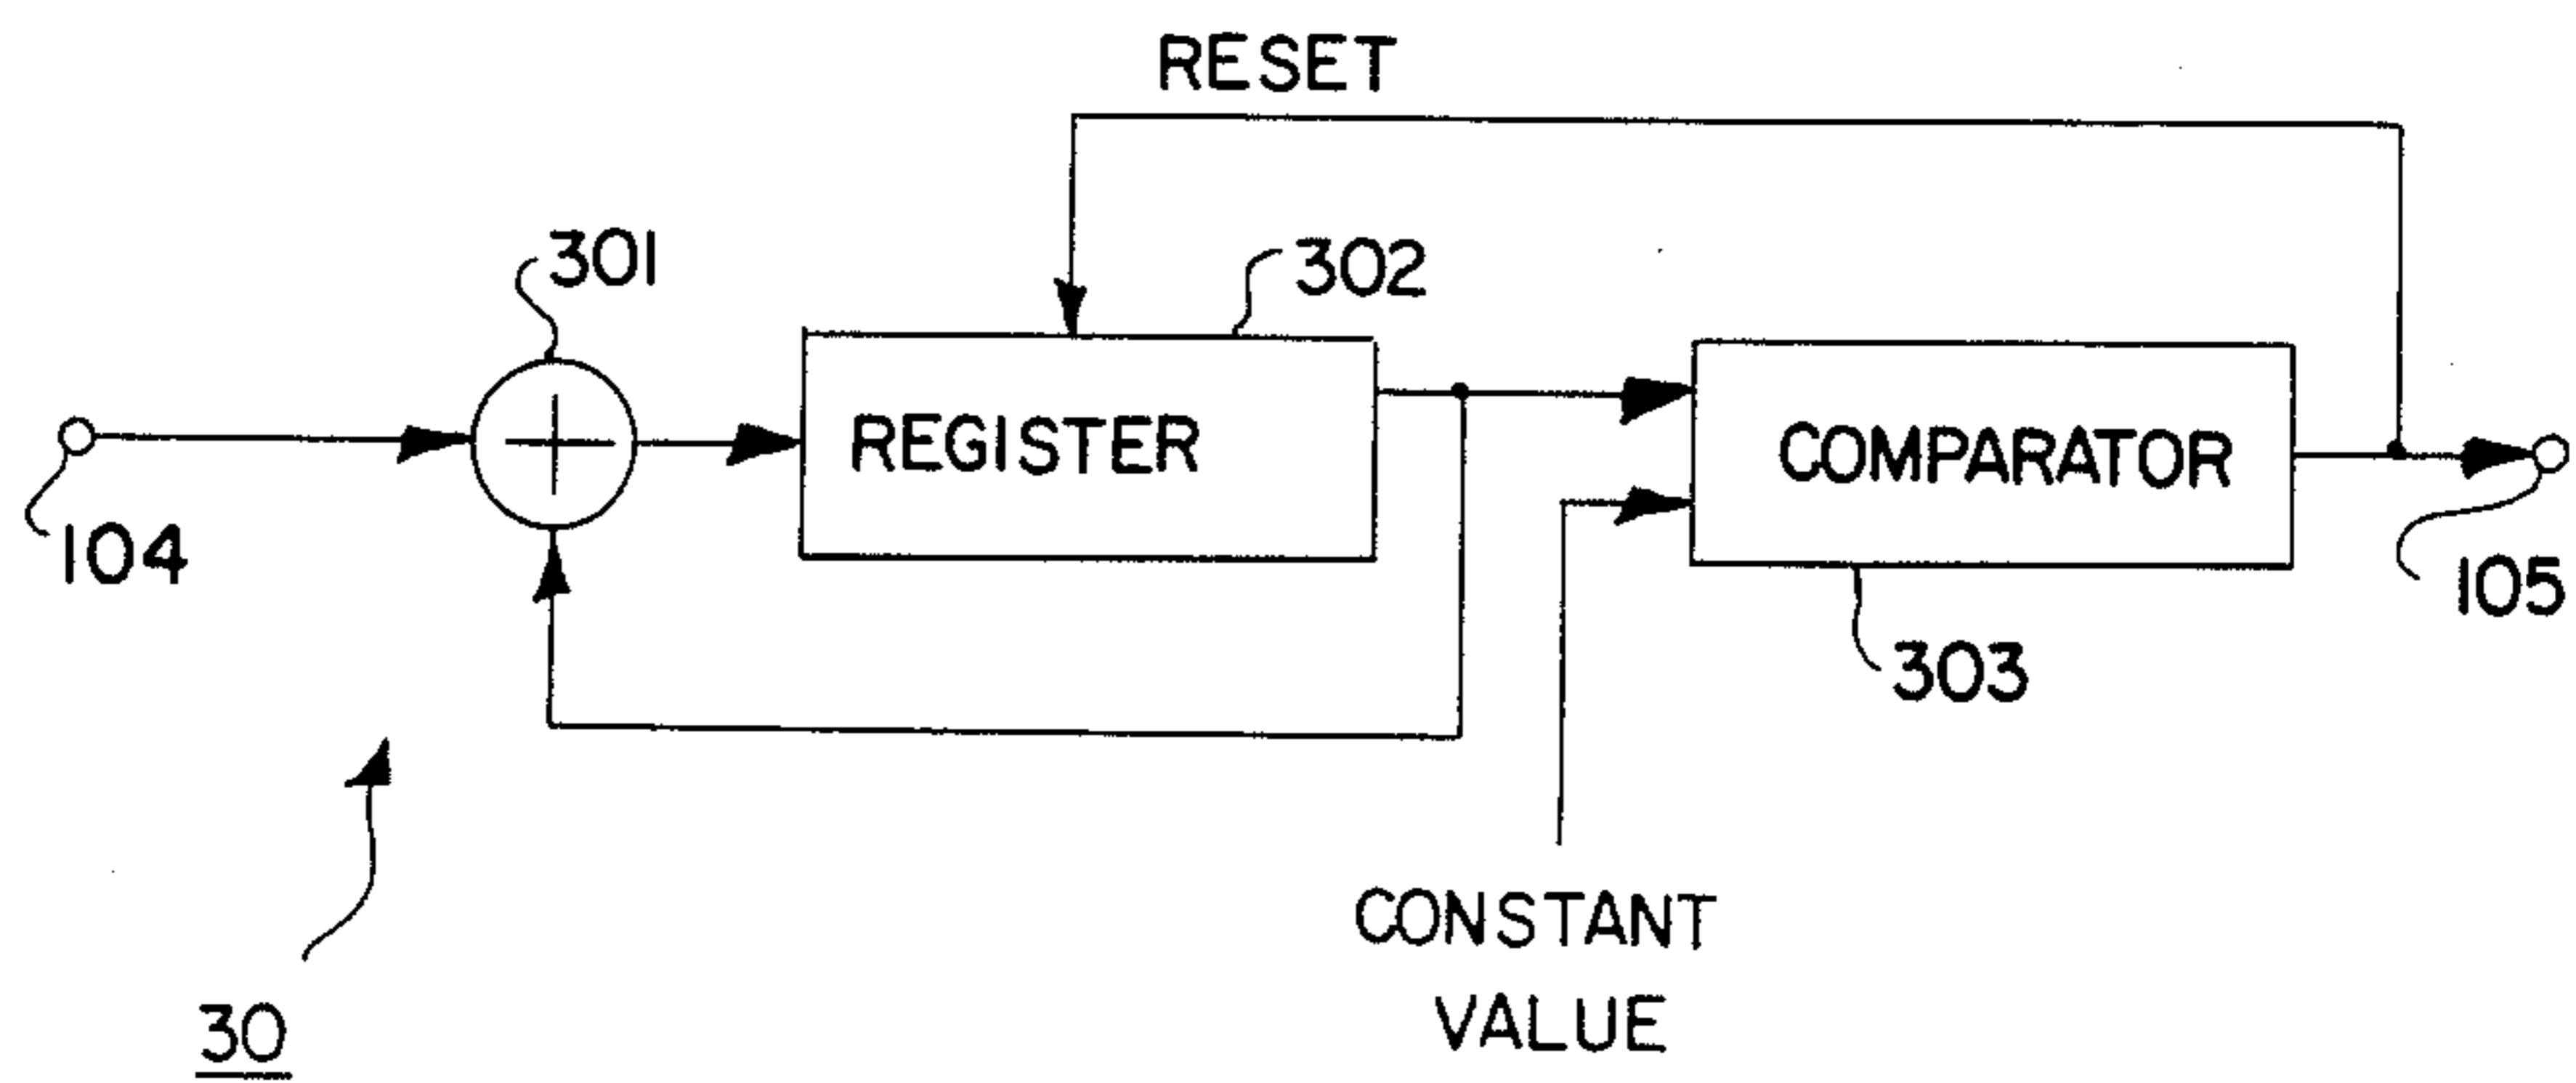 RESET
301
302
REGISTER
COMPARATOR
104
105
303
CONSTANT
VALUE
30